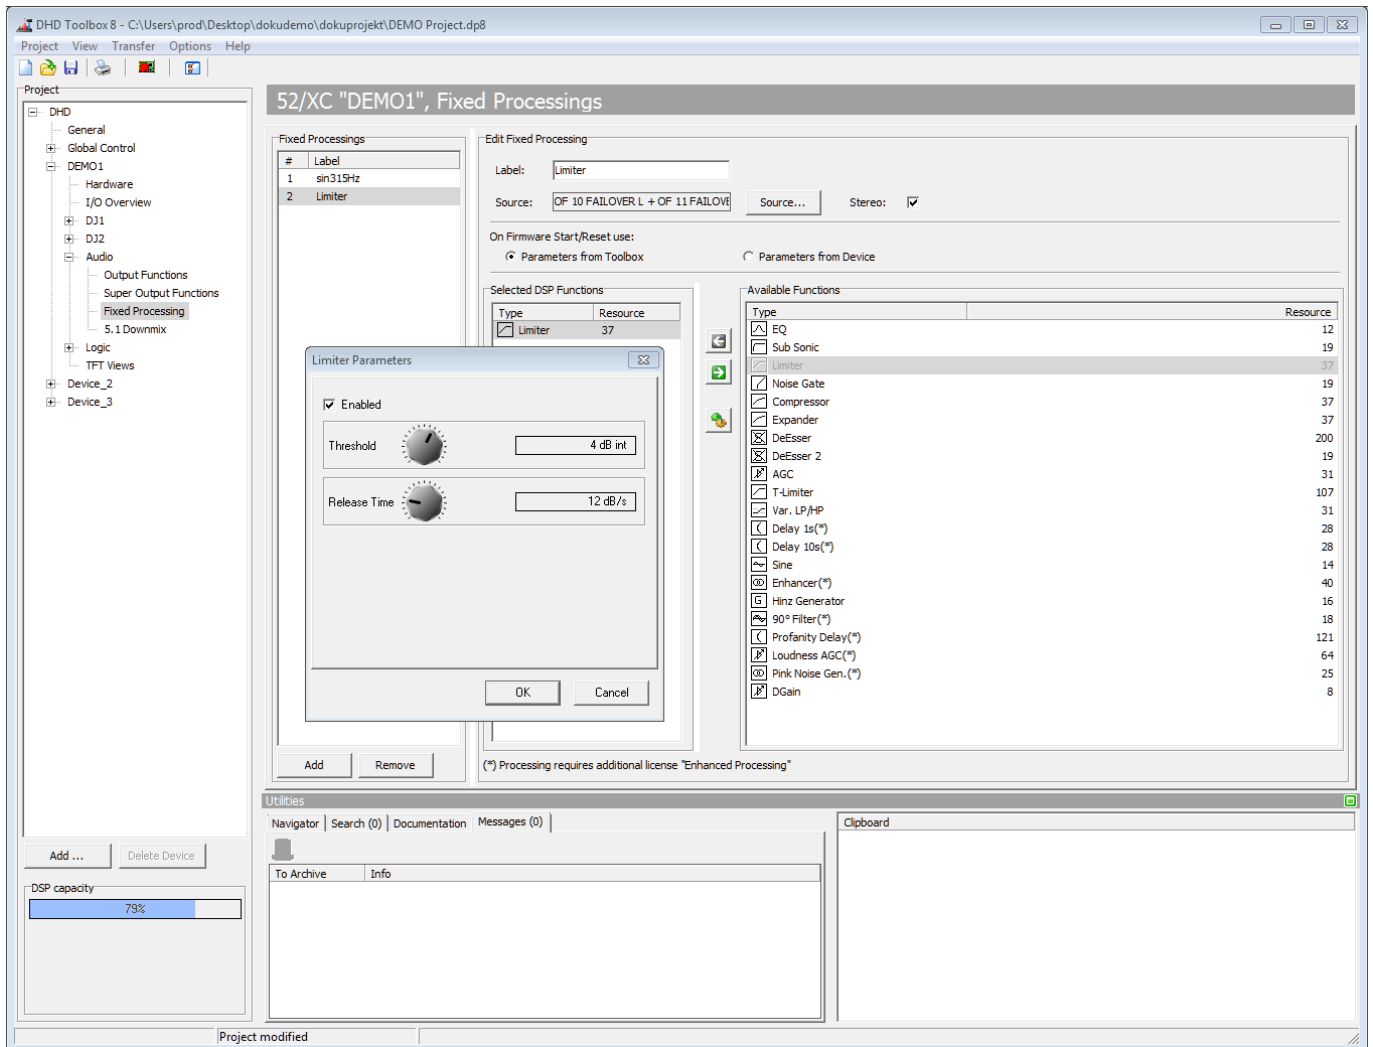 DHD Toolbox 8 - C:\Users\prod\Desktop\dokudemo\dokuprojekt\DEMO Project.dp8
Project View Transfer Options Help
Project
DHD
General
Global Control
DEMO1
Hardware
I/O Overview
DJ1
DJ2
Audio
Output Functions
Super Output Functions
Fixed Processing
5.1 Downmix
Logic
TFT Views
Device_2
Device_3
Add ...
Delete Device
DSP capacity
79%
52/XC "DEMO1", Fixed Processings
Fixed Processings
# Label
1 sin315Hz
2 Limiter
Add
Remove
Edit Fixed Processing
Label: Limiter
Source: OF 10 FAILOVER L + OF 11 FAILOVE Source... Stereo:
On Firmware Start/Reset use:
Parameters from Toolbox Parameters from Device
Selected DSP Functions
Type Resource
Limiter 37
Available Functions
Type Resource
EQ 12
Sub Sonic 19
Limiter 37
Noise Gate 19
Compressor 37
Expander 37
DeEsser 200
DeEsser 2 19
AGC 31
T-Limiter 107
Var. LP/HP 31
Delay 1s(*) 28
Delay 10s(*) 28
Sine 14
Enhancer(*) 40
G Hinz Generator 16
90° Filter(*) 18
Profanity Delay(*) 121
Loudness AGC(*) 64
Pink Noise Gen.(*) 25
DGain 8
(*) Processing requires additional license "Enhanced Processing"
Limiter Parameters
Enabled
Threshold 4 dB int
Release Time 12 dB/s
OK Cancel
Utilities
Navigator Search (0) Documentation Messages (0)
To Archive Info
Clipboard
Project modified